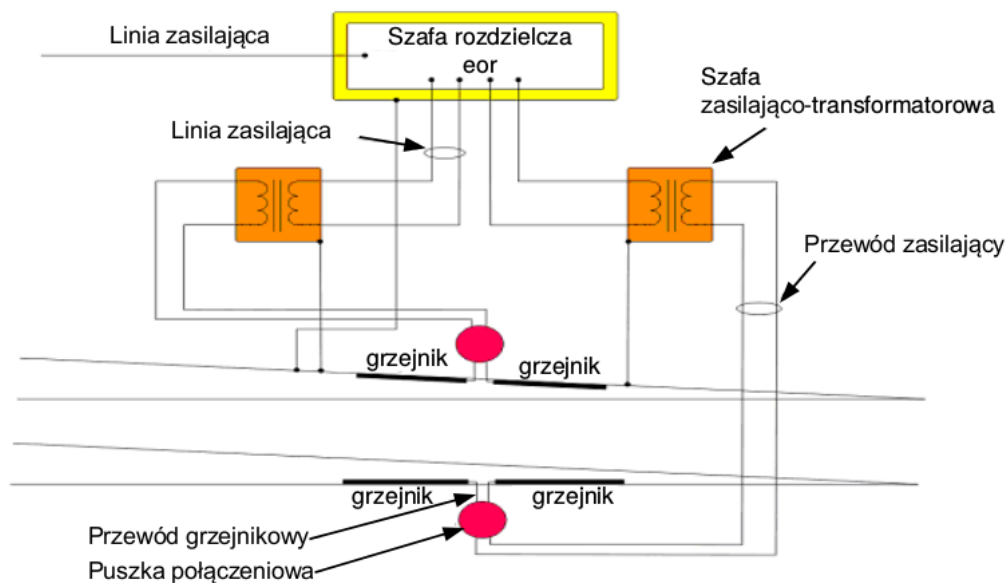 Linia zasilająca
Szafa rozdzielcza
eor
Szafa
zasilająco-transformatorowa
Linia zasilająca
Przewód zasilający
grzejnik
grzejnik
grzejnik
grzejnik
Przewód grzejnikowy
Puszka połączeniowa